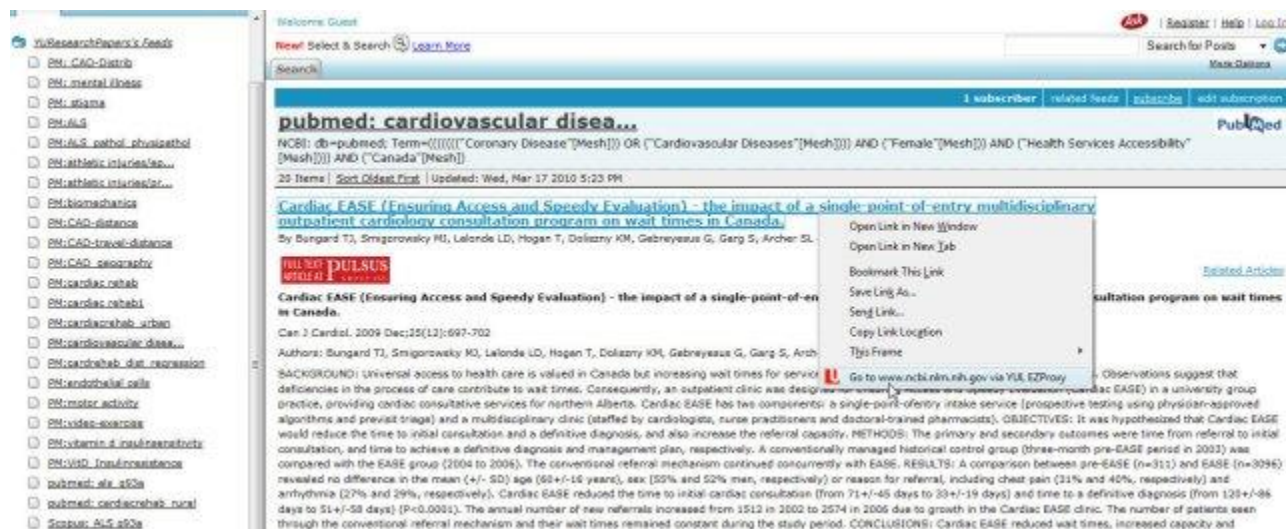 Welcome Guest
Ask | Register | Help | Log In
New! Select & Search Learn More
Search for Posts
Search
More Options
YUResearchPapers's Feeds
PM: CAD-Distrib
PM: mental illness
PM: stigma
PM:ALS
PM:ALS pathol physipathol
PM:athletic injuries/ep...
PM:athletic injuries/pr...
PM:biomechanics
PM:CAD-distance
PM:CAD-travel-distance
PM:CAD geography
PM:cardiac rehab
PM:cardiac rehab1
PM:cardiacrehab urban
PM:cardiovascular disea...
PM:cardrehab dist regression
PM:endothelial cells
PM:motor activity
PM:video-exercise
PM:vitamin d insulinsensitivity
PM:VitD Insulinresistance
pubmed: als g93a
pubmed: cardiacrehab rural
Scopus: ALS g93a
1 subscriber | related feeds | subscribe | edit subscription
pubmed: cardiovascular disea...
PubMed
NCBI: db=pubmed; Term=((((((("Coronary Disease"[Mesh])) OR ("Cardiovascular Diseases"[Mesh]))) AND ("Female"[Mesh])) AND ("Health Services Accessibility"
[Mesh]))) AND ("Canada"[Mesh])
20 Items | Sort Oldest First | Updated: Wed, Mar 17 2010 5:23 PM
Cardiac EASE (Ensuring Access and Speedy Evaluation) - the impact of a single-point-of-entry multidisciplinary
outpatient cardiology consultation program on wait times in Canada.
By Bungard TJ, Smigorowsky MJ, Lalonde LD, Hogan T, Doliszny KM, Gebreyesus G, Garg S, Archer SL
FULL TEXT ARTICLE AT PULSUS
Related Articles
Open Link in New Window
Open Link in New Tab
Bookmark This Link
Save Link As...
Send Link...
Copy Link Location
This Frame
Go to www.ncbi.nlm.nih.gov via YUL EZProxy
Cardiac EASE (Ensuring Access and Speedy Evaluation) - the impact of a single-point-of-en sultation program on wait times
in Canada.
Can J Cardiol. 2009 Dec;25(12):697-702
Authors: Bungard TJ, Smigorowsky MJ, Lalonde LD, Hogan T, Doliszny KM, Gebreyesus G, Garg S, Arch
BACKGROUND: Universal access to health care is valued in Canada but increasing wait times for servic Observations suggest that
deficiencies in the process of care contribute to wait times. Consequently, an outpatient clinic was design EASE) in a university group
practice, providing cardiac consultative services for northern Alberta. Cardiac EASE has two components: a single-point-ofentry intake service (prospective testing using physician-approved
algorithms and previsit triage) and a multidisciplinary clinic (staffed by cardiologists, nurse practitioners and doctoral-trained pharmacists). OBJECTIVES: It was hypothesized that Cardiac EASE
would reduce the time to initial consultation and a definitive diagnosis, and also increase the referral capacity. METHODS: The primary and secondary outcomes were time from referral to initial
consultation, and time to achieve a definitive diagnosis and management plan, respectively. A conventionally managed historical control group (three-month pre-EASE period in 2003) was
compared with the EASE group (2004 to 2006). The conventional referral mechanism continued concurrently with EASE. RESULTS: A comparison between pre-EASE (n=311) and EASE (n=3096)
revealed no difference in the mean (+/- SD) age (60+/-16 years), sex (55% and 52% men, respectively) or reason for referral, including chest pain (31% and 40%, respectively) and
arrhythmia (27% and 29%, respectively). Cardiac EASE reduced the time to initial cardiac consultation (from 71+/-45 days to 33+/-19 days) and time to a definitive diagnosis (from 120+/-86
days to 51+/-58 days) (P<0.0001). The annual number of new referrals increased from 1512 in 2002 to 2574 in 2006 due to growth in the Cardiac EASE clinic. The number of patients seen
through the conventional referral mechanism and their wait times remained constant during the study period. CONCLUSIONS: Cardiac EASE reduced wait times, increased capacity